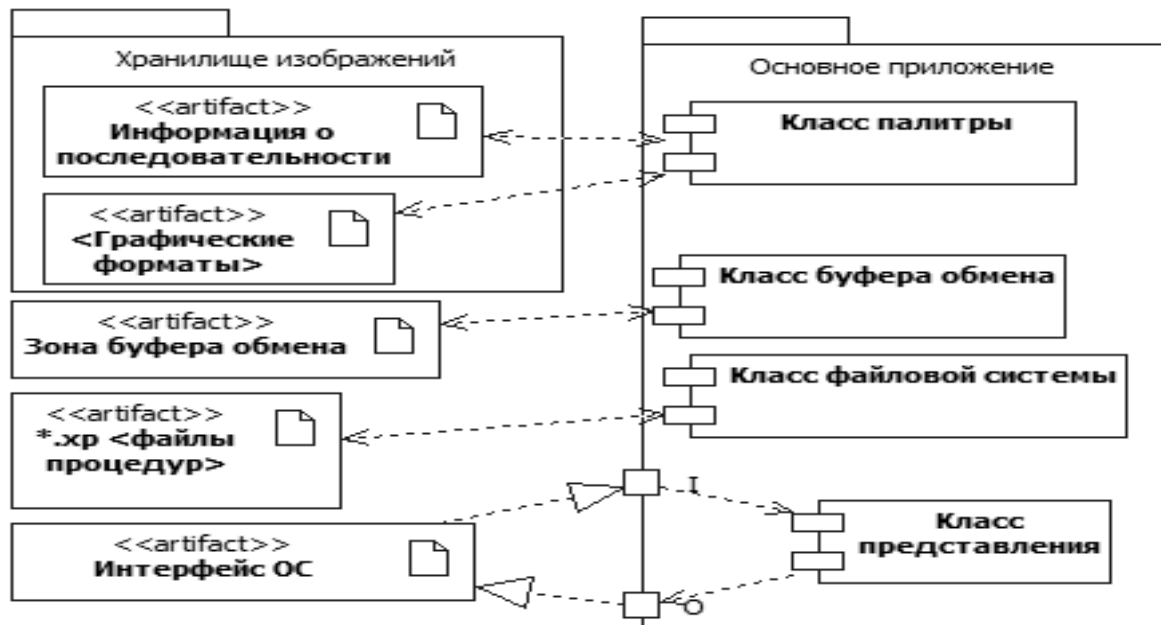 Хранилище изображений
<<artifact>>
Информация о
последовательности
<<artifact>>
<Графические
форматы>
<<artifact>>
Зона буфера обмена
<<artifact>>
*.xp <файлы
процедур>
<<artifact>>
Интерфейс ОС
Основное приложение
Класс палитры
Класс буфера обмена
Класс файловой системы
I
Класс
представления
O